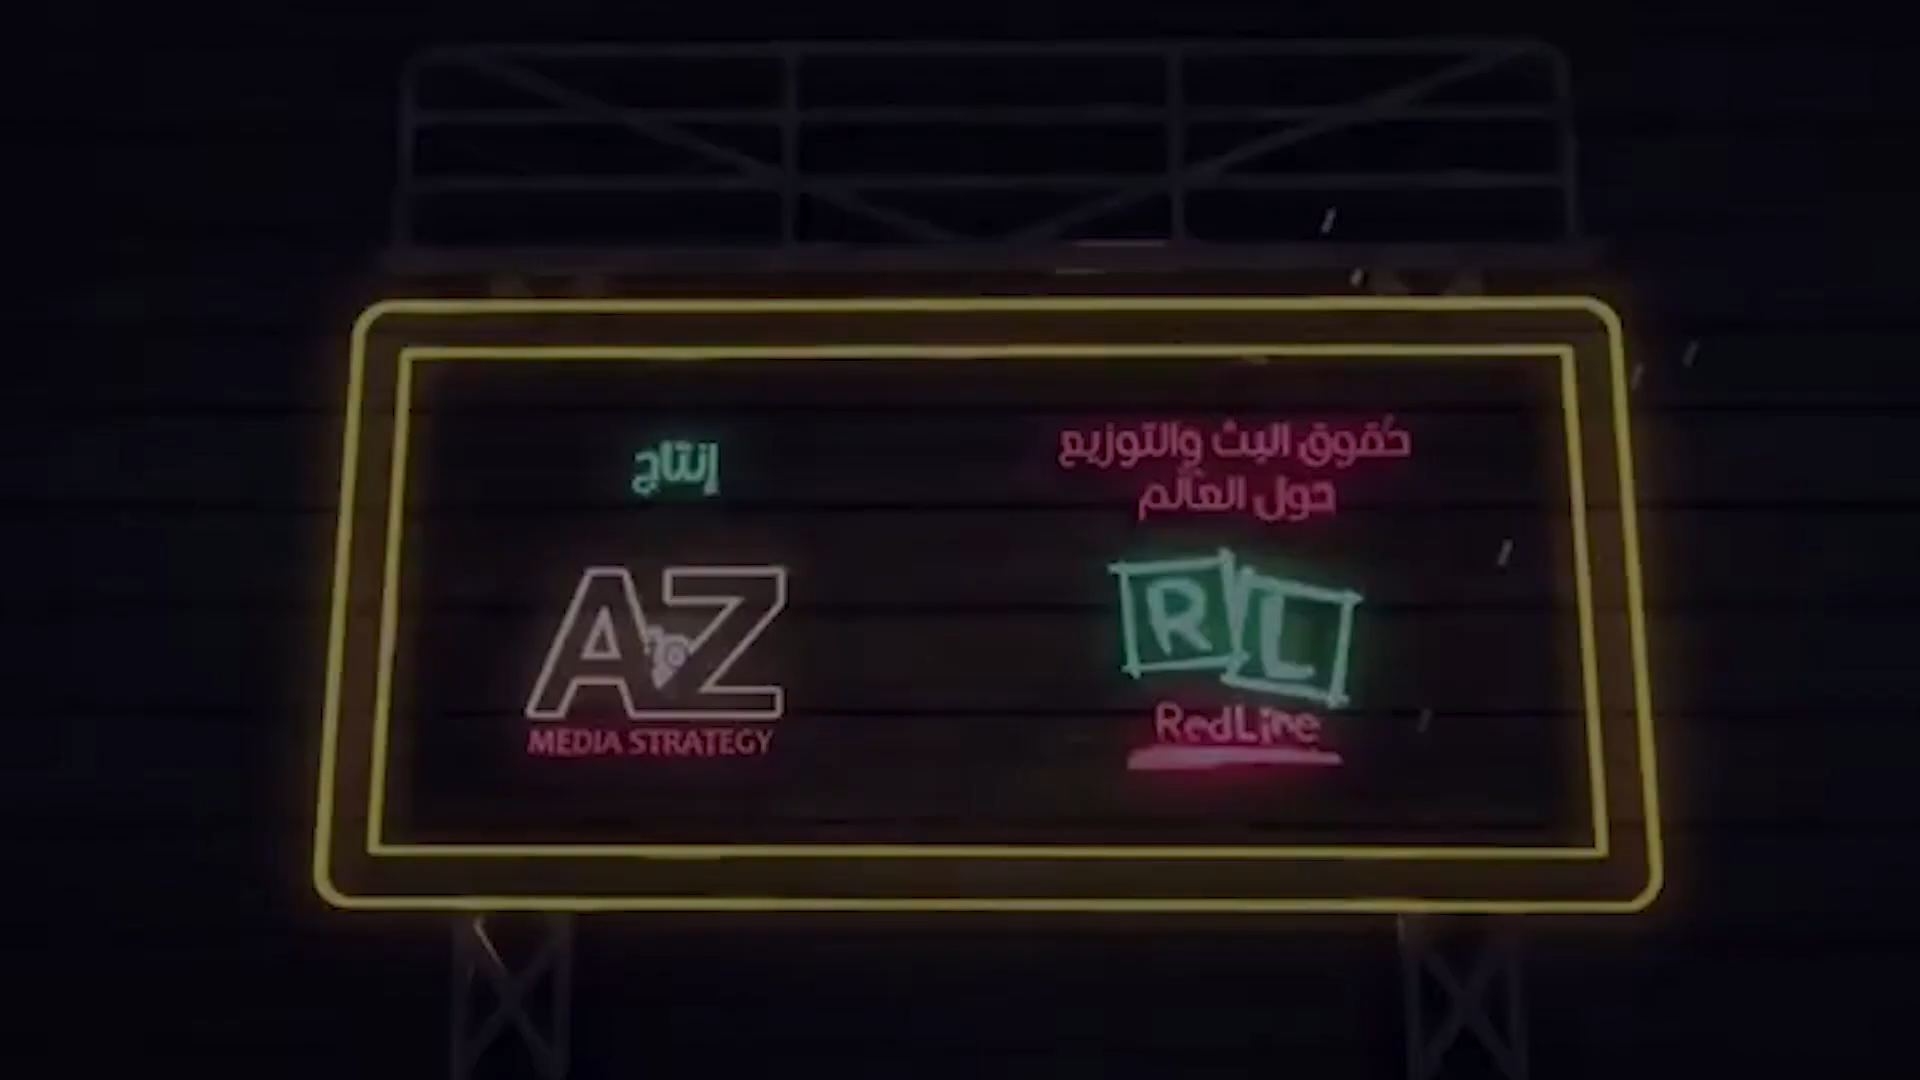 حقوق البث والتوزيع
حول العالم
RL
RedLine
إنتاج
AZ
MEDIA STRATEGY